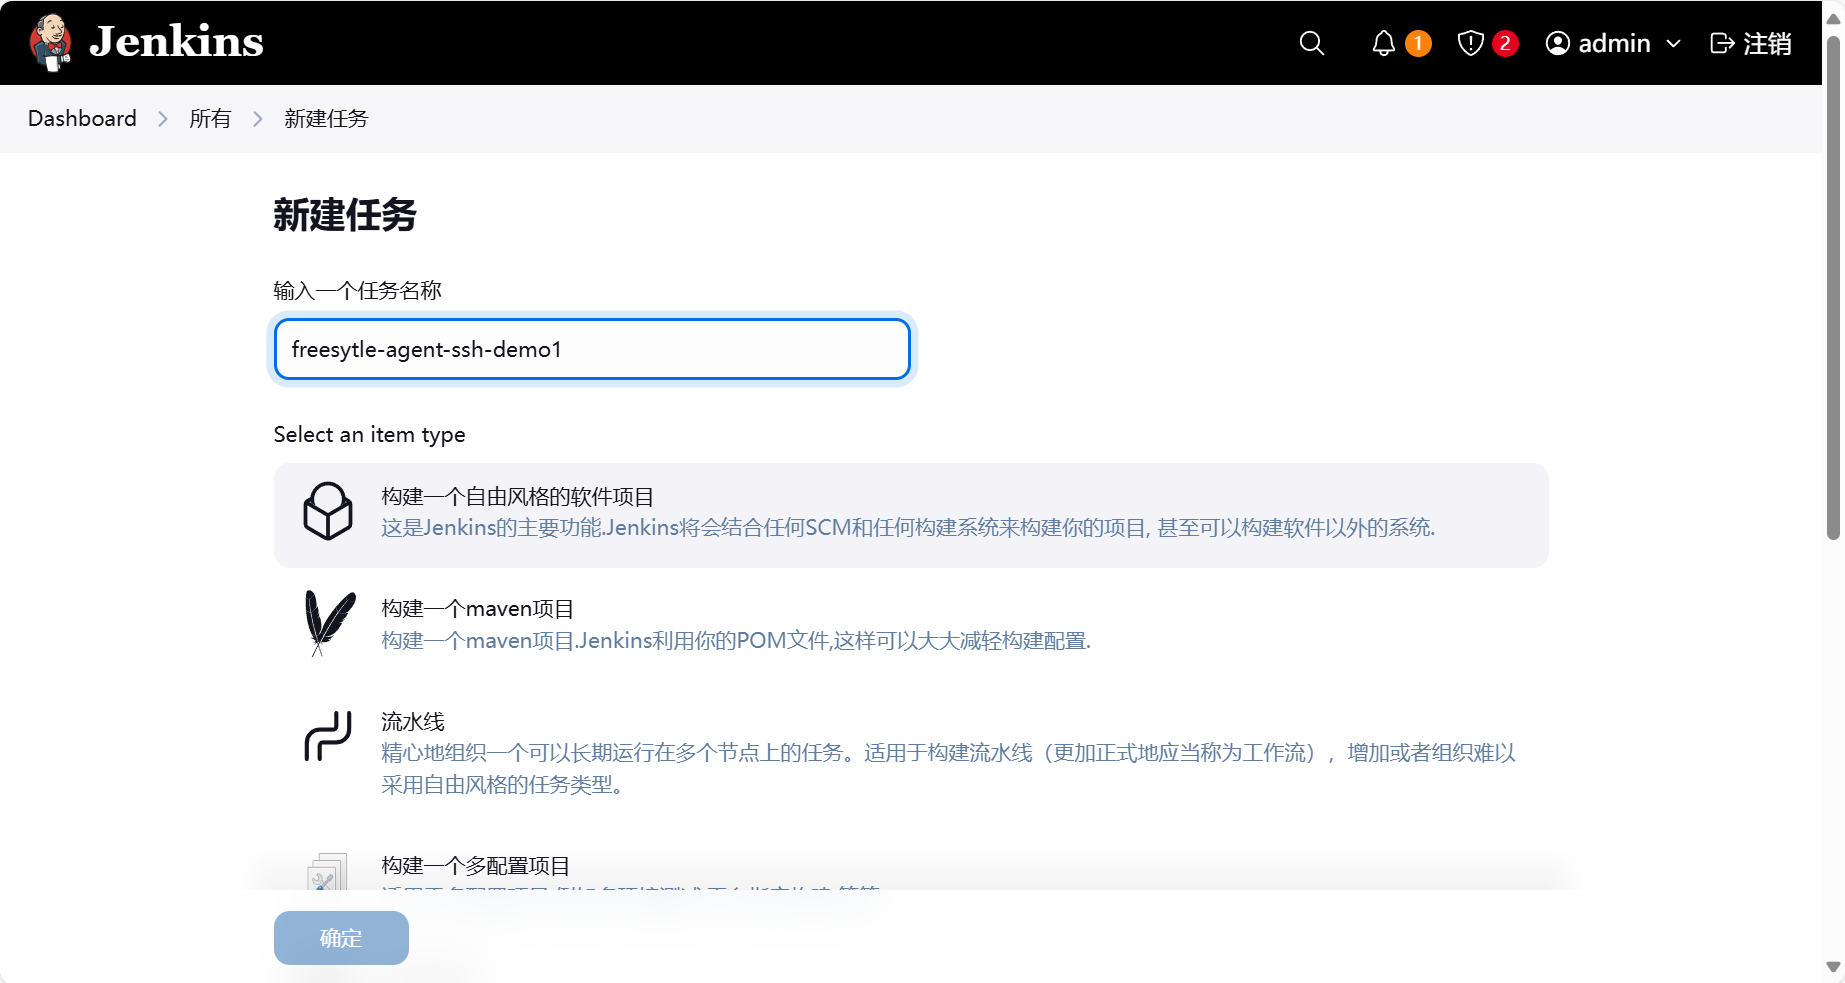 Jenkins
1
2
admin
注销
Dashboard
所有
新建任务
新建任务
输入一个任务名称
freesytle-agent-ssh-demo1
Select an item type
构建一个自由风格的软件项目
这是Jenkins的主要功能.Jenkins将会结合任何SCM和任何构建系统来构建你的项目, 甚至可以构建软件以外的系统.
构建一个maven项目
构建一个maven项目.Jenkins利用你的POM文件,这样可以大大减轻构建配置.
流水线
精心地组织一个可以长期运行在多个节点上的任务。适用于构建流水线（更加正式地应当称为工作流），增加或者组织难以
采用自由风格的任务类型。
构建一个多配置项目
确定